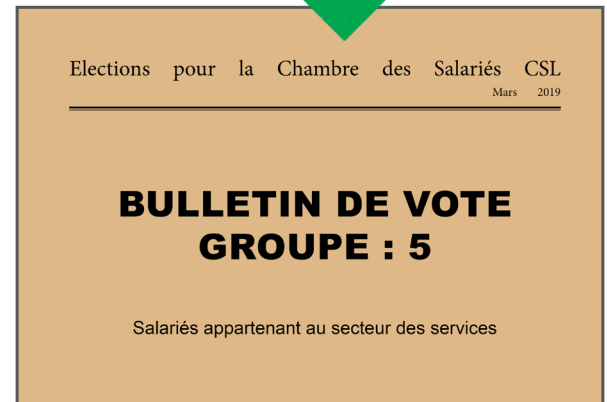 Elections pour la Chambre des Salariés CSL
Mars 2019
BULLETIN DE VOTE
GROUPE : 5
Salariés appartenant au secteur des services